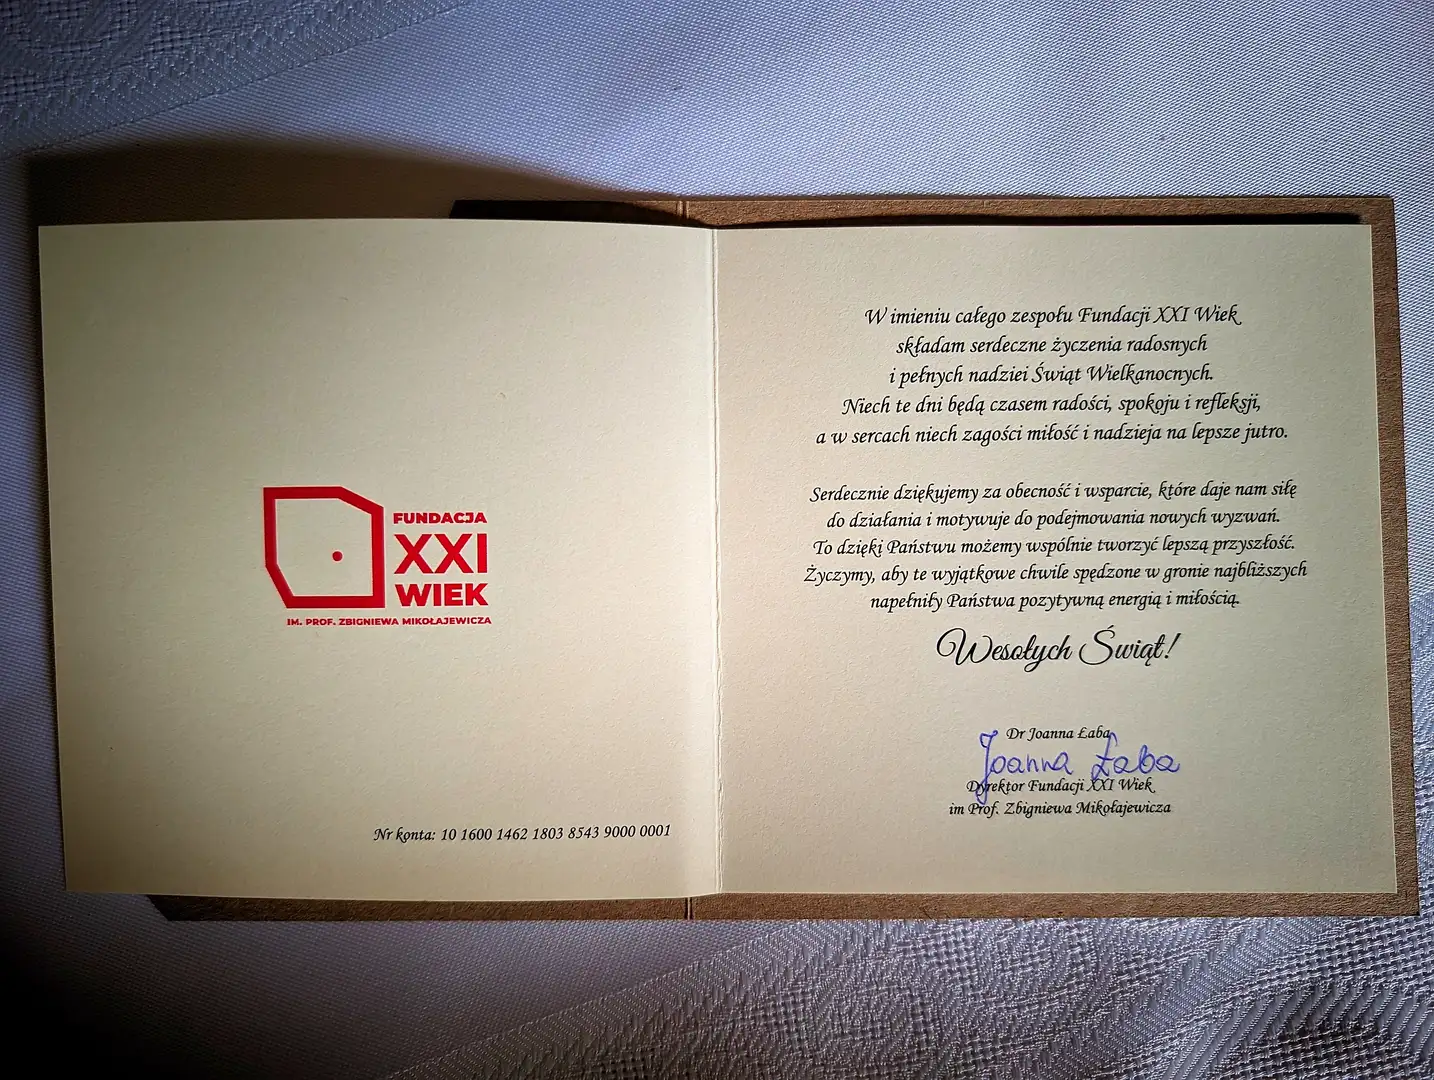 FUNDACJA
XXI
WIEK
IM. PROF. ZBIGNIEWA MIKOŁAJEWICZA
Nr konta: 10 1600 1462 1803 8543 9000 0001
W imieniu całego zespołu Fundacji XXI Wiek
składam serdeczne życzenia radosnych
i pełnych nadziei Świąt Wielkanocnych.
Niech te dni będą czasem radości, spokoju i refleksji,
a w sercach niech zagości miłość i nadzieja na lepsze jutro.
Serdecznie dziękujemy za obecność i wsparcie, które daje nam siłę
do działania i motywuje do podejmowania nowych wyzwań.
To dzięki Państwu możemy wspólnie tworzyć lepszą przyszłość.
Życzymy, aby te wyjątkowe chwile spędzone w gronie najbliższych
napełniły Państwa pozytywną energią i miłością.
Wesołych Świąt!
Dr Joanna Łaba
Joanna Łaba
Dyrektor Fundacji XXI Wiek
im Prof. Zbigniewa Mikołajewicza